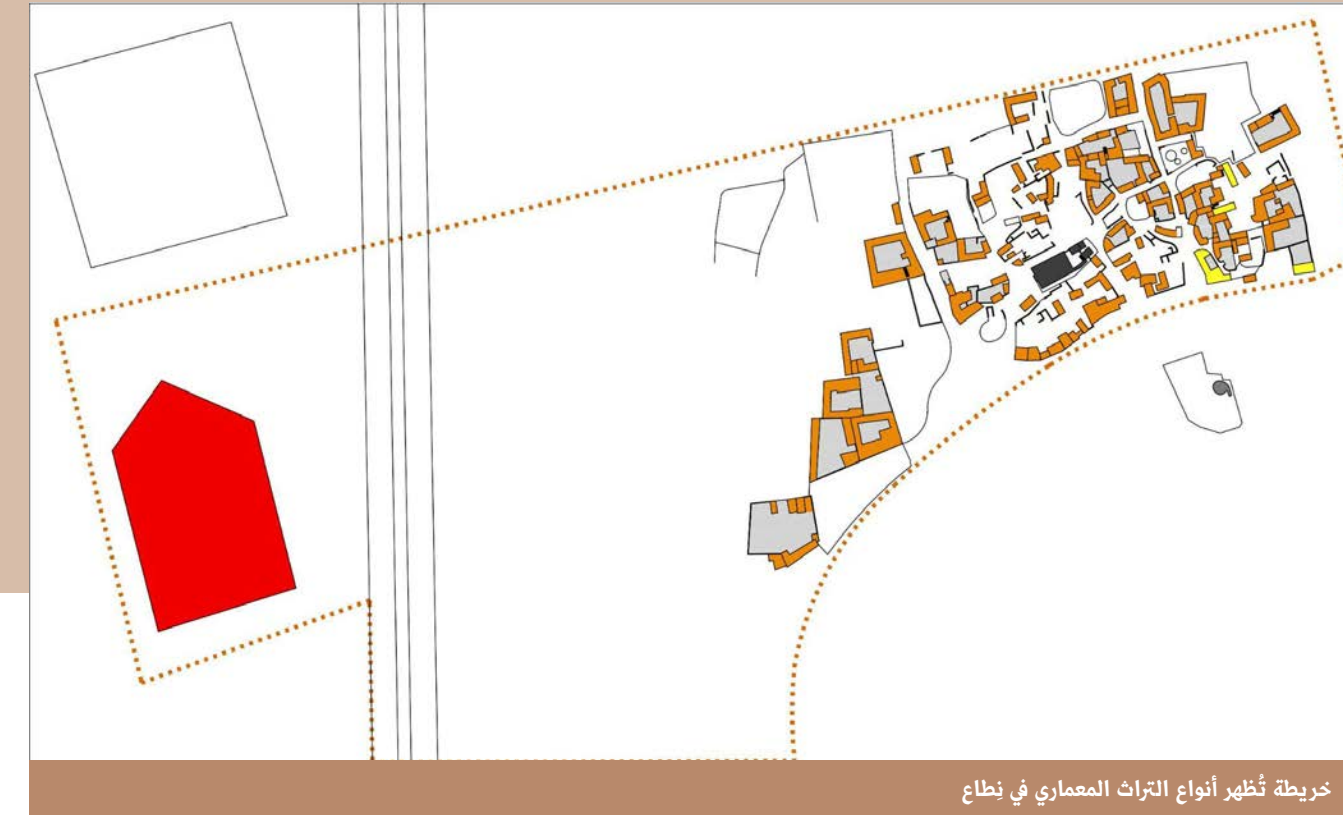 خريطة تُظهر أنواع التراث المعماري في نِطاع